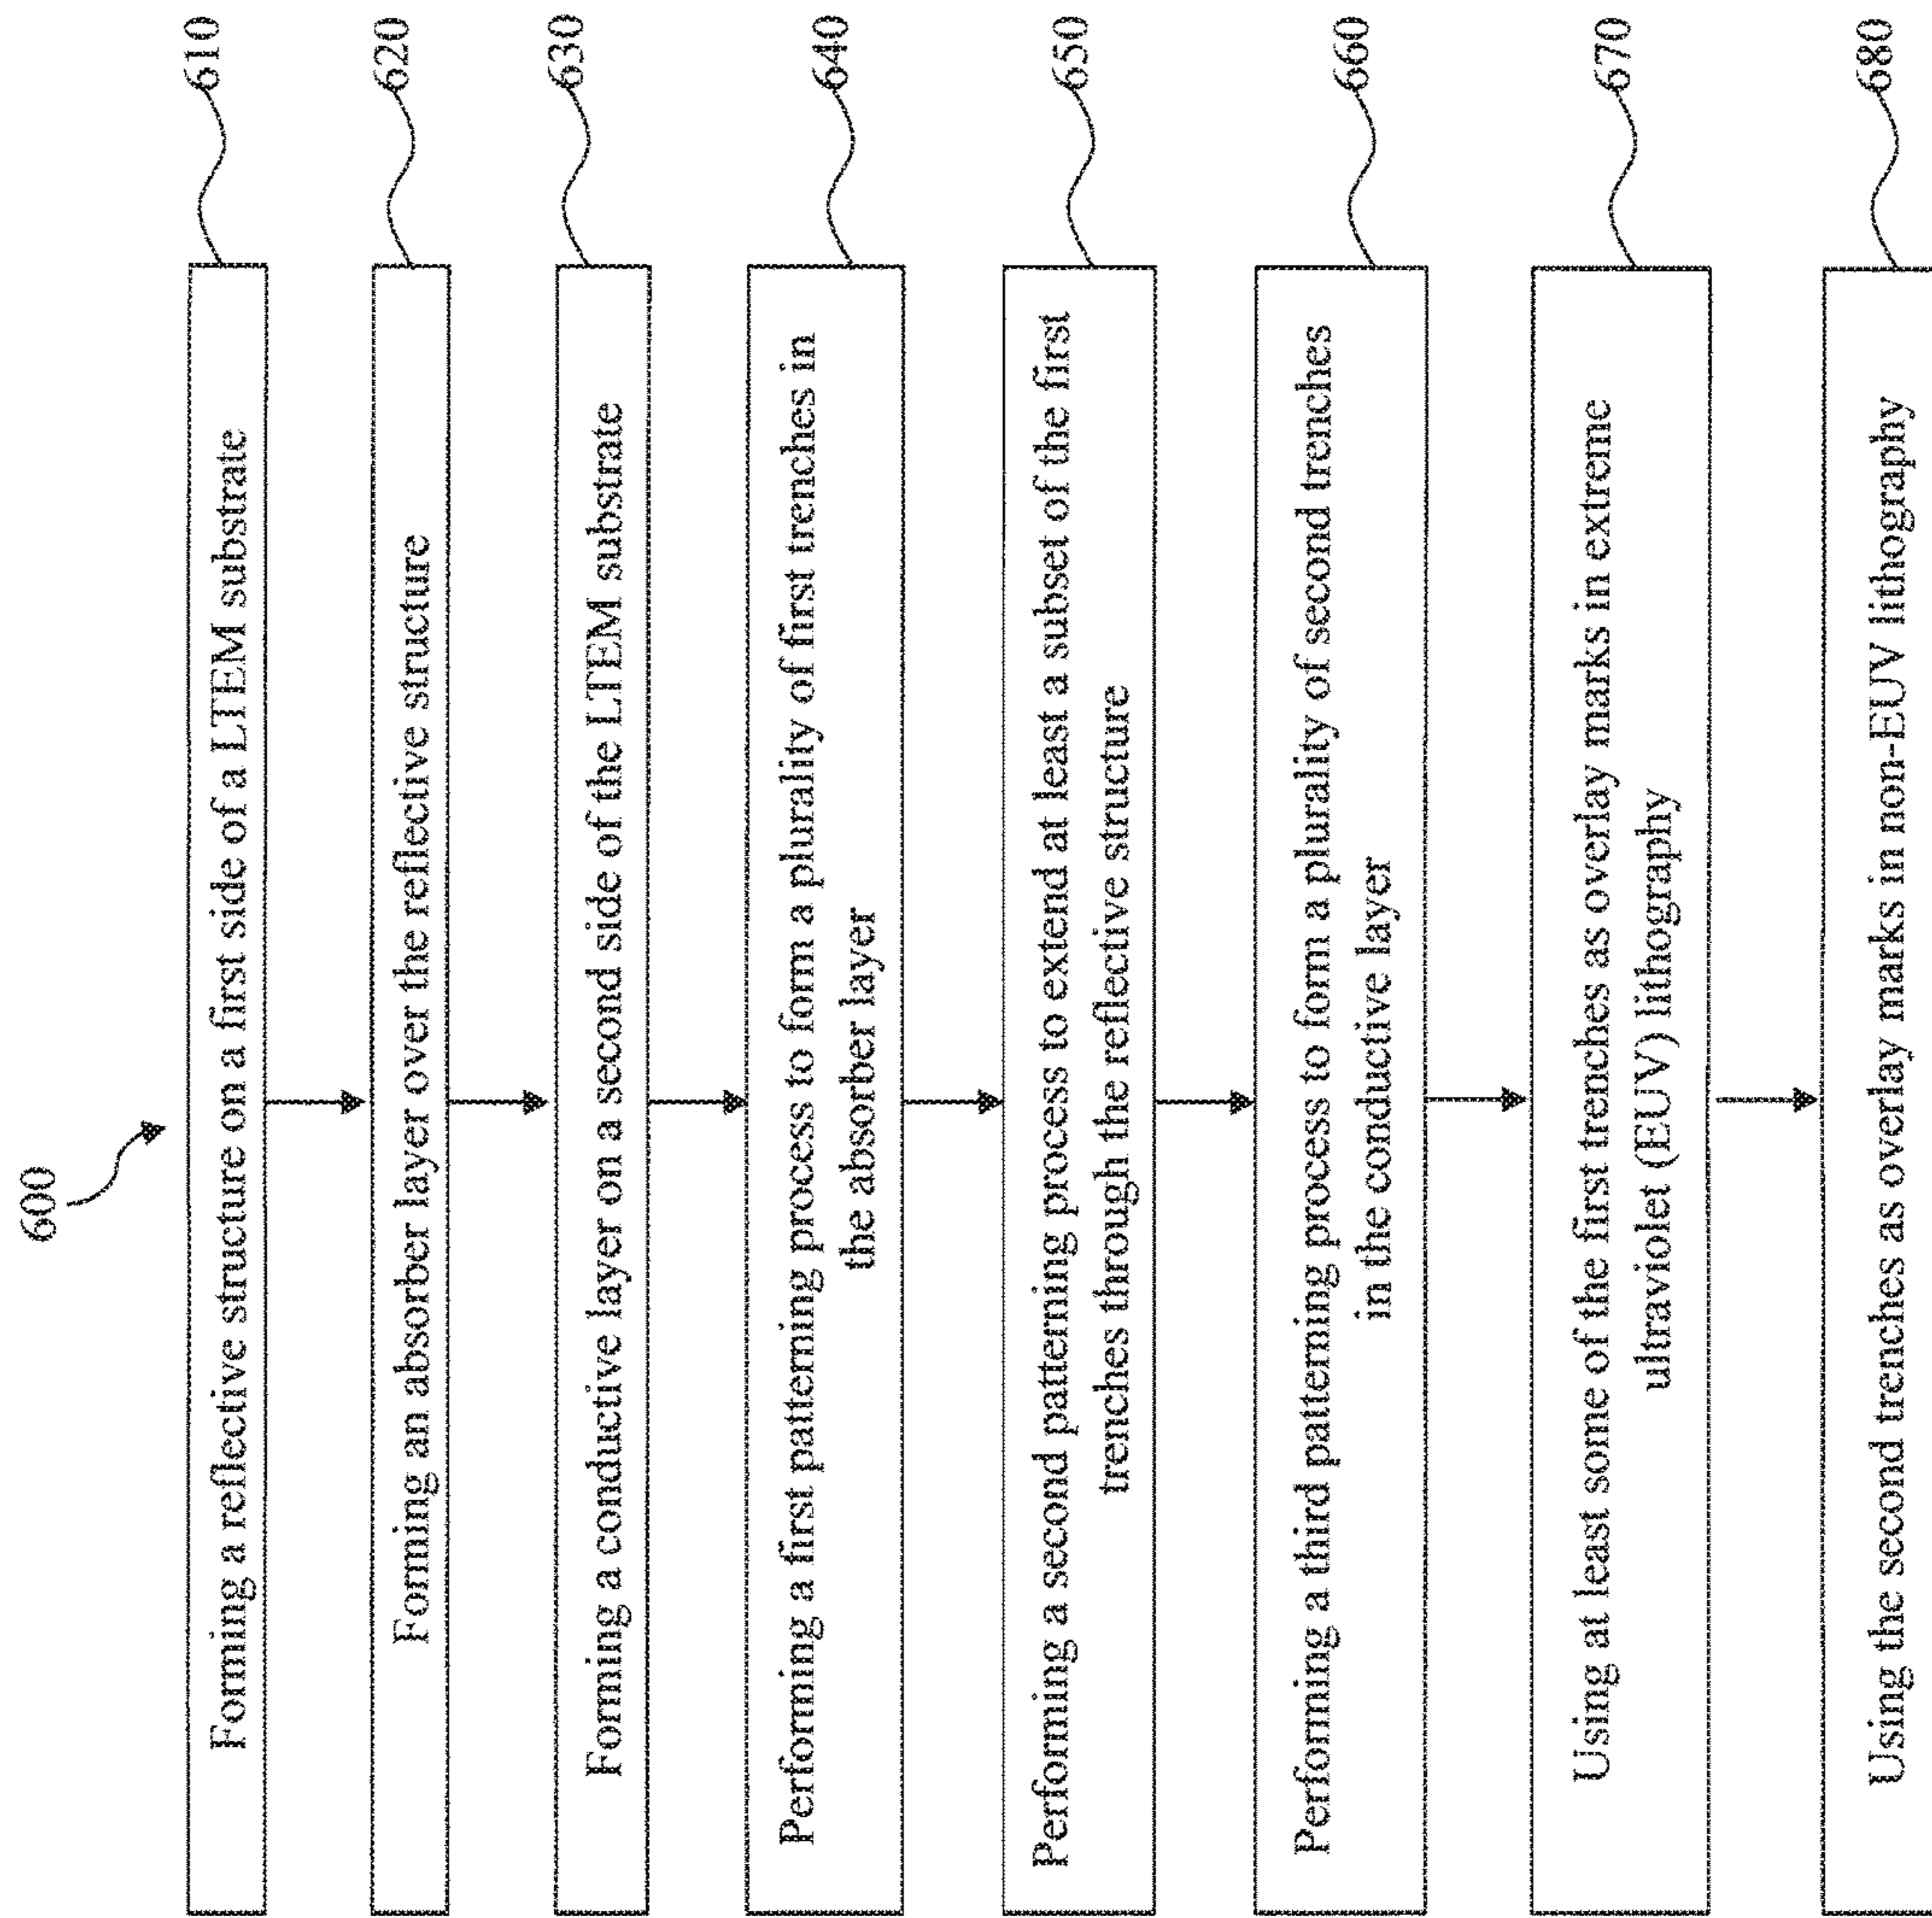 600
Forming a reflective structure on a first side of a LTEM substrate
610
Forming an absorber layer over the reflective structure
620
Forming a conductive layer on a second side of the LTEM substrate
630
Performing a first patterning process to form a plurality of first trenches in
the absorber layer
640
Performing a second patterning process to extend at least a subset of the first
trenches through the reflective structure
650
Performing a third patterning process to form a plurality of second trenches
in the conductive layer
660
Using at least some of the first trenches as overlay marks in extreme
ultraviolet (EUV) lithography
670
Using the second trenches as overlay marks in non-EUV lithography
680